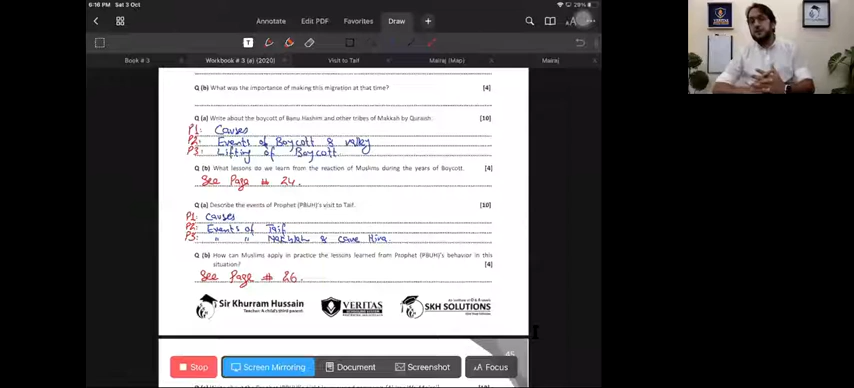 6:16 PM Sat 3 Oct
29%
Annotate Edit PDF Favorites Draw +
AA
T
Book # 3 Workbook # 3 (a) (2020) Visit to Taif Mairaj (Map) Mairaj
Q (b) What was the importance of making this migration at that time? [4]
Q (a) Write about the boycott of Banu Hashim and other tribes of Makkah by Quraish. [10]
P1: Causes
P2: Events of Boycott & valley
P3: Lifting of Boycott
Q (b) What lessons do we learn from the reaction of Muslims during the years of Boycott. [4]
See Page # 24.
Q (a) Describe the events of Prophet (PBUH)'s visit to Taif. [10]
P1: Causes
P2: Events of Taif
P3: " " Nakhlah & cave Hira
Q (b) How can Muslims apply in practice the lessons learned from Prophet (PBUH)'s behavior in this
situation? [4]
See Page # 26.
Sir Khurram Hussain
Teacher: A child's third parent
VERITAS
SKH SOLUTIONS
45
Stop Screen Mirroring Document Screenshot AA Focus
VERITAS